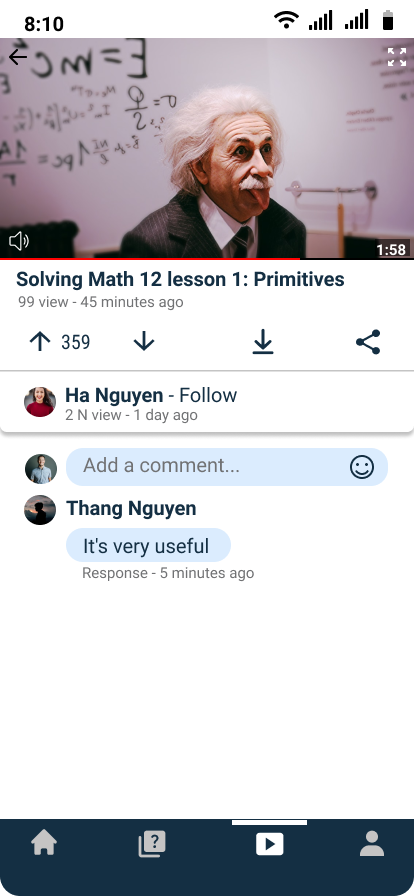 8:10
E=mc
1:58
Solving Math 12 lesson 1: Primitives
99 view - 45 minutes ago
359
Ha Nguyen - Follow
2 N view - 1 day ago
Add a comment...
Thang Nguyen
It's very useful
Response - 5 minutes ago
?